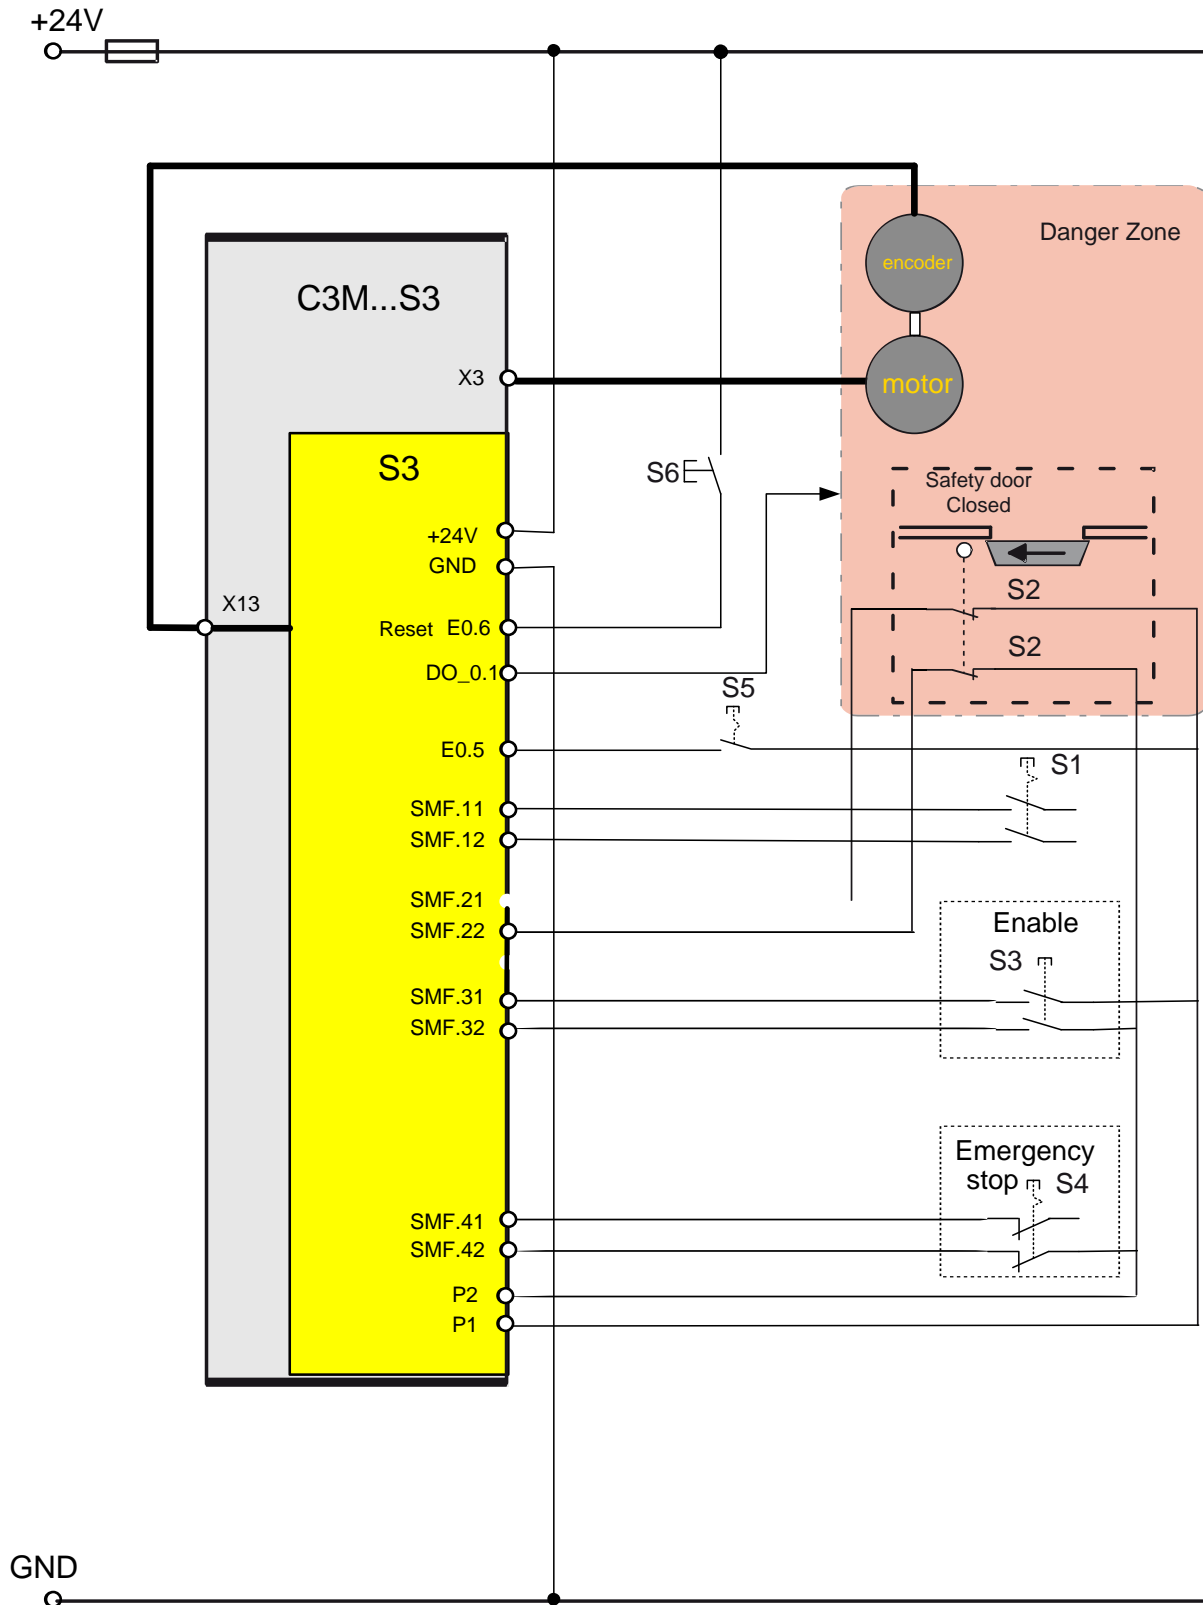 +24V
Danger Zone
encoder
C3M...S3
X3
motor
S3
S6
Safety door
Closed
+24V
GND
S2
X13
Reset E0.6
S2
DO_0.1
S5
E0.5
S1
SMF.11
SMF.12
SMF.21
SMF.22
Enable
S3
SMF.31
SMF.32
Emergency
stop S4
SMF.41
SMF.42
P2
P1
GND